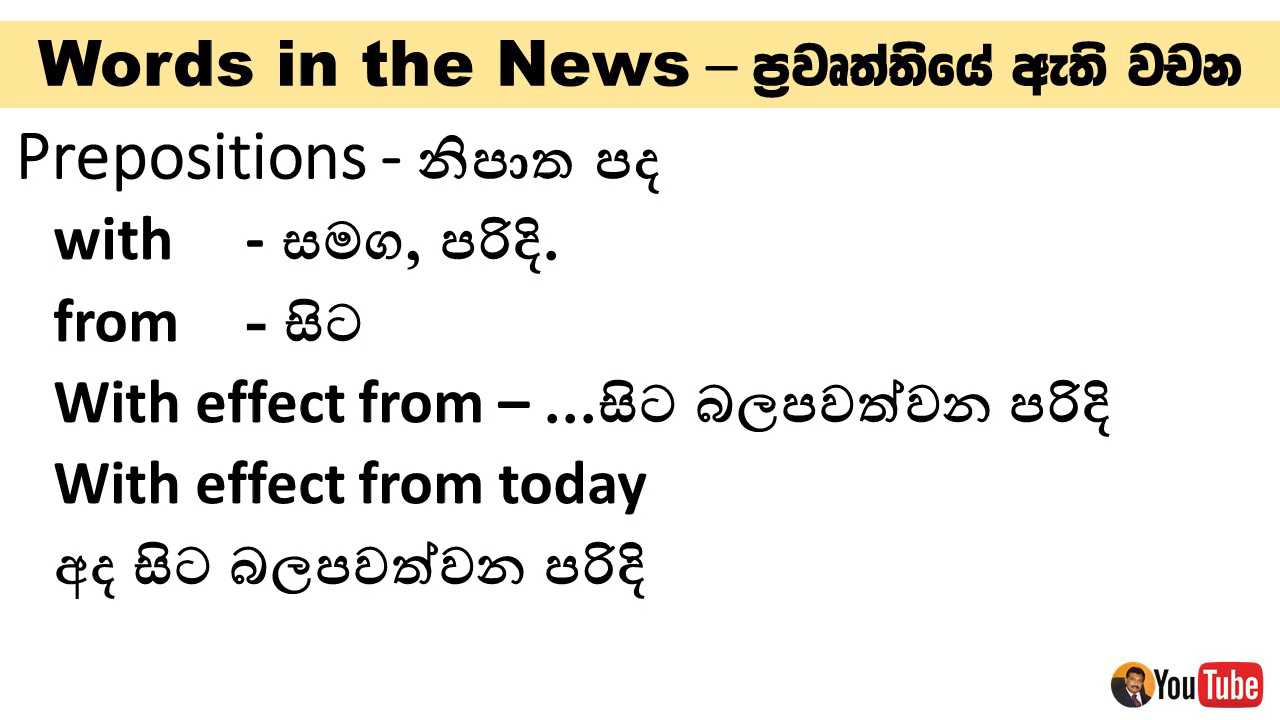 Words in the News – ප්‍රවෘත්තියේ ඇති වචන
Prepositions - නිපාත පද
with - සමග, පරිදි.
from - සිට
With effect from – ...සිට බලපවත්වන පරිදි
With effect from today
අද සිට බලපවත්වන පරිදි
YouTube